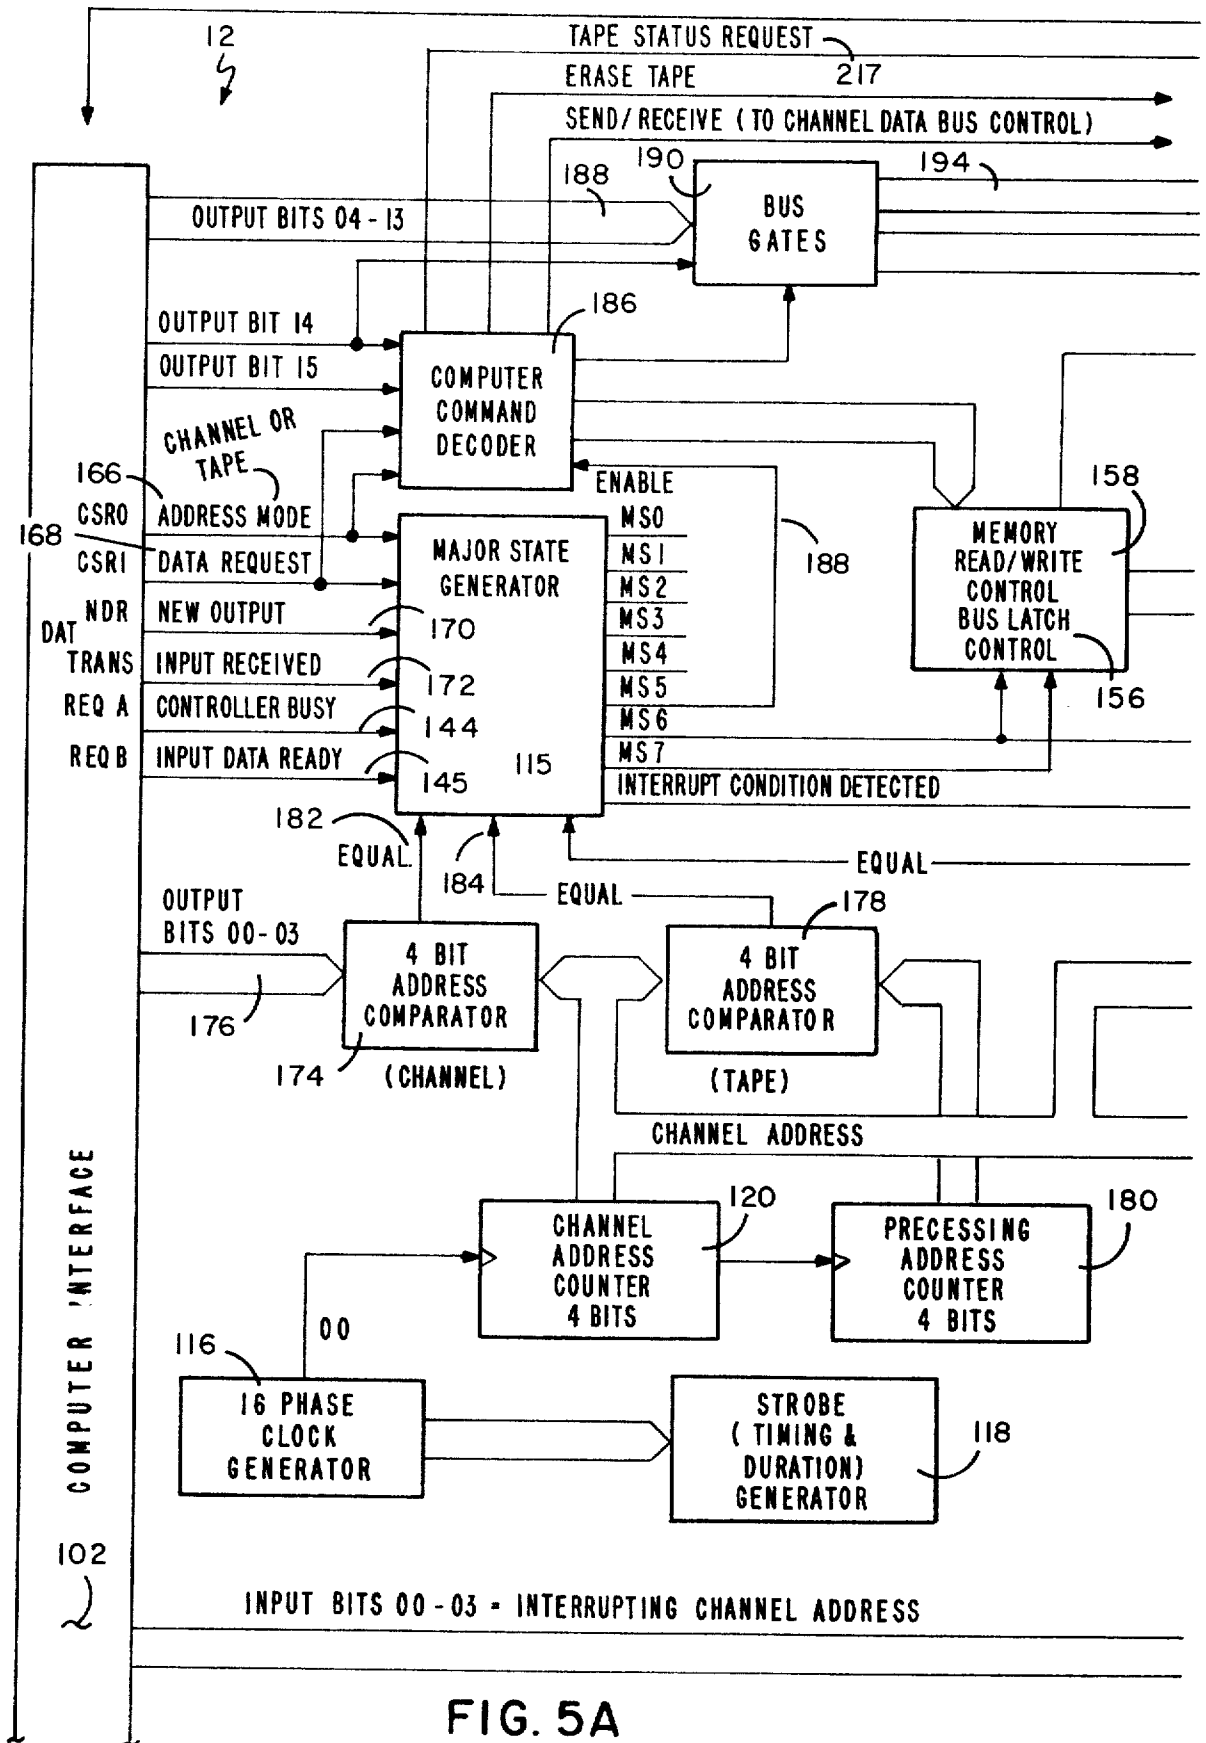 12
TAPE STATUS REQUEST
217
ERASE TAPE
SEND/RECEIVE (TO CHANNEL DATA BUS CONTROL)
190
188
194
OUTPUT BITS 04-13
BUS
GATES
186
OUTPUT BIT 14
OUTPUT BIT 15
COMPUTER
COMMAND
DECODER
CHANNEL OR
TAPE
166
CSR0 ADDRESS MODE
168
CSR1 DATA REQUEST
NDR NEW OUTPUT
DAT
TRANS INPUT RECEIVED
REQ A CONTROLLER BUSY
REQ B INPUT DATA READY
170
172
144
145
MAJOR STATE
GENERATOR
115
ENABLE
MS0
MS1
MS2
MS3
MS4
MS5
MS6
MS7
INTERRUPT CONDITION DETECTED
188
158
MEMORY
READ/WRITE
CONTROL
BUS LATCH
CONTROL
156
182
EQUAL
184
EQUAL
EQUAL
OUTPUT
BITS 00-03
176
4 BIT
ADDRESS
COMPARATOR
174
(CHANNEL)
178
4 BIT
ADDRESS
COMPARATOR
(TAPE)
CHANNEL ADDRESS
120
CHANNEL
ADDRESS
COUNTER
4 BITS
180
PRECESSING
ADDRESS
COUNTER
4 BITS
00
116
16 PHASE
CLOCK
GENERATOR
STROBE
(TIMING &
DURATION)
GENERATOR
118
COMPUTER INTERFACE
102
INPUT BITS 00-03 = INTERRUPTING CHANNEL ADDRESS
FIG. 5A